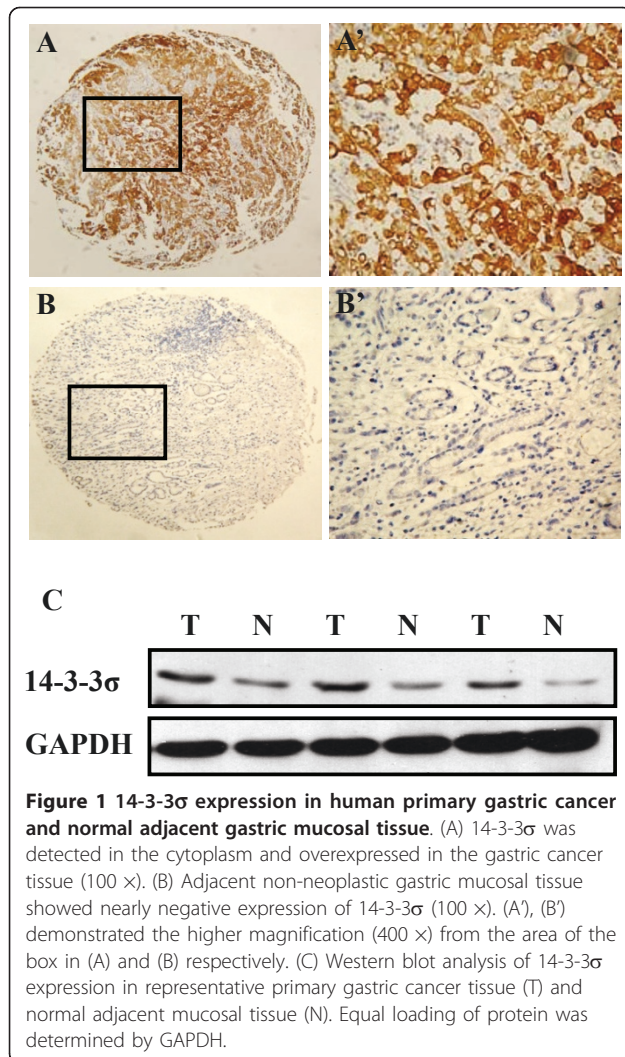 A
A'
B
B'
C
T N T N T N
14-3-3σ
GAPDH
Figure 1 14-3-3σ expression in human primary gastric cancer
and normal adjacent gastric mucosal tissue. (A) 14-3-3σ was
detected in the cytoplasm and overexpressed in the gastric cancer
tissue (100 ×). (B) Adjacent non-neoplastic gastric mucosal tissue
showed nearly negative expression of 14-3-3σ (100 ×). (A'), (B')
demonstrated the higher magnification (400 ×) from the area of the
box in (A) and (B) respectively. (C) Western blot analysis of 14-3-3σ
expression in representative primary gastric cancer tissue (T) and
normal adjacent mucosal tissue (N). Equal loading of protein was
determined by GAPDH.